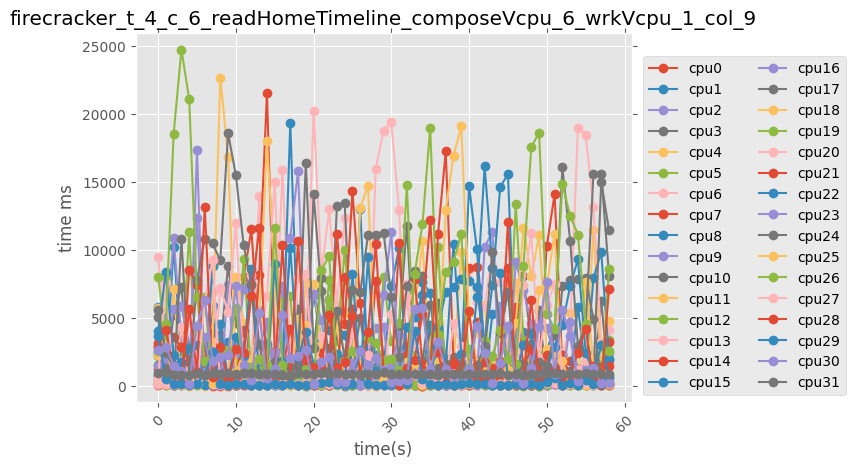 firecracker_t_4_c_6_readHomeTimeline_composeVcpu_6_wrkVcpu_1_col_9
time ms
25000
20000
15000
10000
5000
0
0 10 20 30 40 50 60
time(s)
cpu0 cpu16
cpu1 cpu17
cpu2 cpu18
cpu3 cpu19
cpu4 cpu20
cpu5 cpu21
cpu6 cpu22
cpu7 cpu23
cpu8 cpu24
cpu9 cpu25
cpu10 cpu26
cpu11 cpu27
cpu12 cpu28
cpu13 cpu29
cpu14 cpu30
cpu15 cpu31